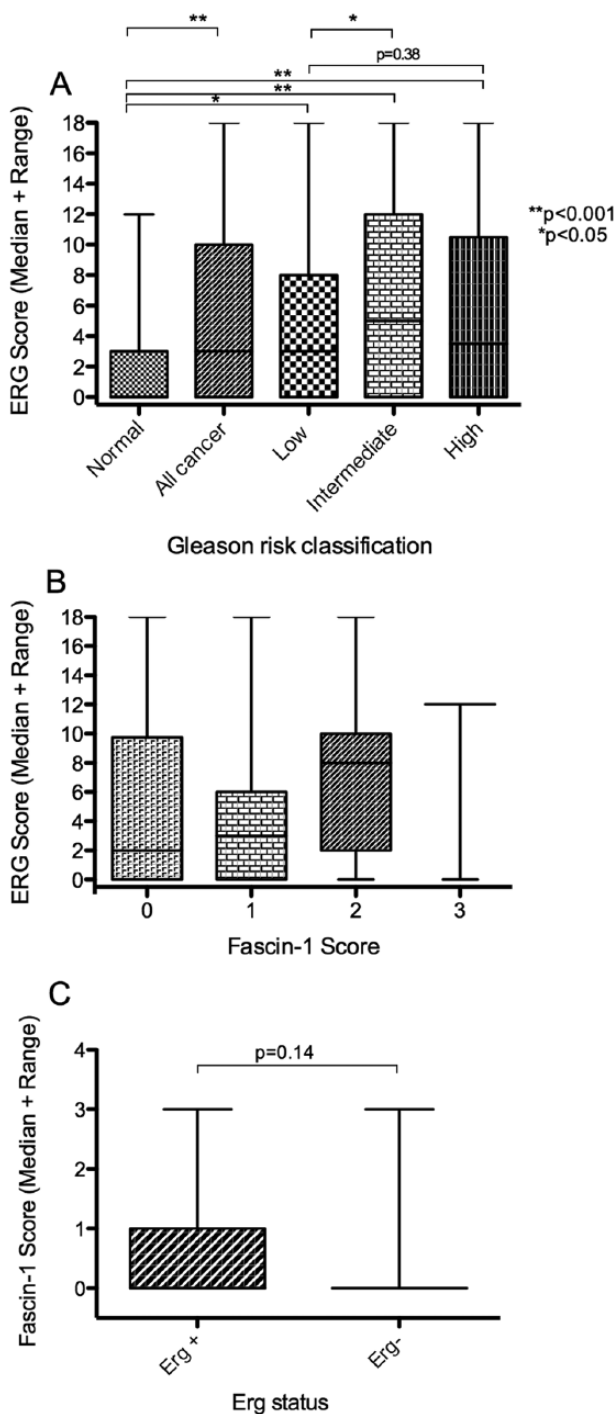 ** *
A p=0.38
**
**
*
ERG Score (Median + Range)
18
16
14
12
10
8
6
4
2
0
**p<0.001
*p<0.05
Normal
All cancer
Low
Intermediate
High
Gleason risk classification
B
ERG Score (Median + Range)
18
16
14
12
10
8
6
4
2
0
0 1 2 3
Fascin-1 Score
C
Fascin-1 Score (Median + Range)
p=0.14
4
3
2
1
0
Erg +
Erg-
Erg status